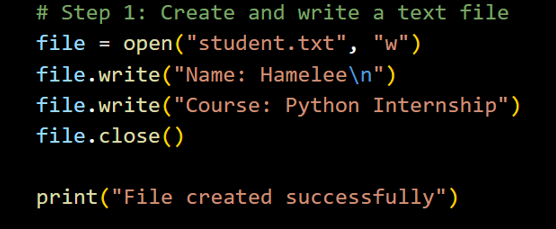 # Step 1: Create and write a text file
file = open("student.txt", "w")
file.write("Name: Hamelee\n")
file.write("Course: Python Internship")
file.close()
print("File created successfully")